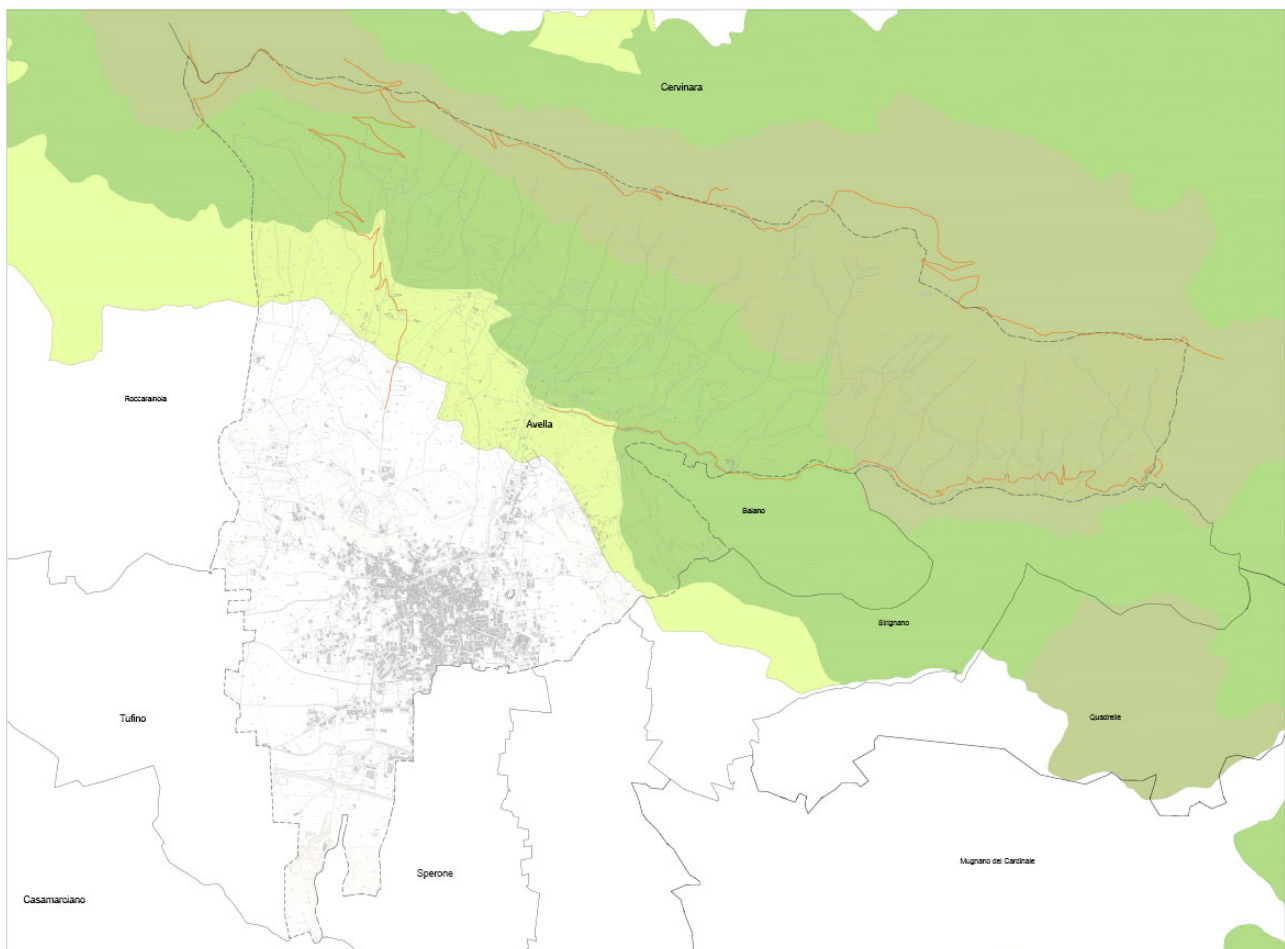 Cervinara
Roccarainola
Avella
Baiano
Sirignano
Quadrelle
Tufino
Mugnano del Cardinale
Sperone
Casamarciano